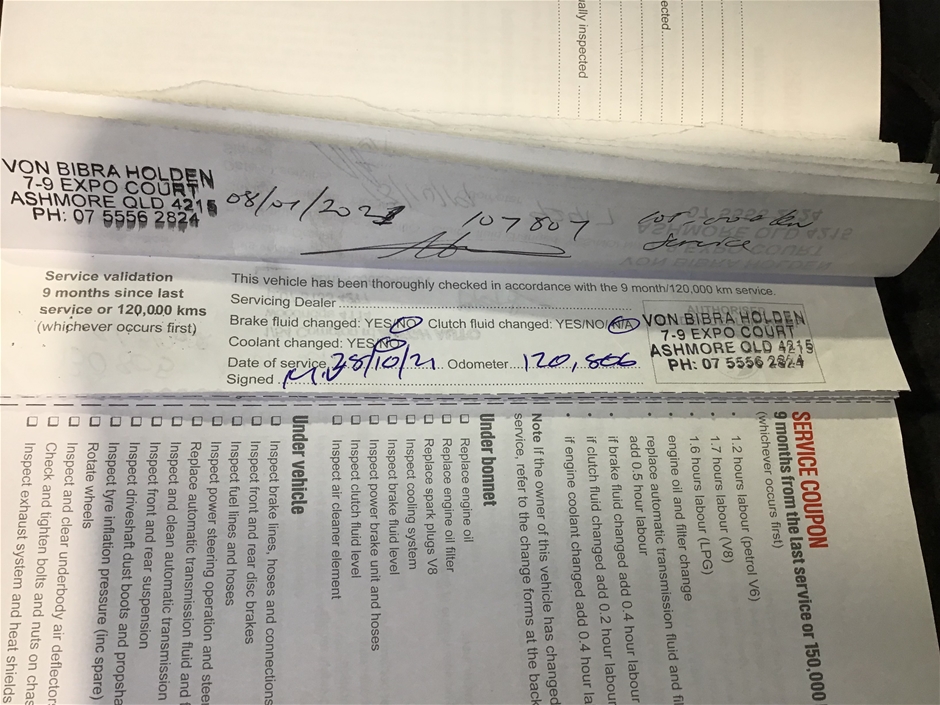 ually inspected
ected
VON BIBRA HOLDEN
7-9 EXPO COURT
ASHMORE QLD 4215
PH: 07 5556 2824
08/01/2021
107807
Service
Service validation
9 months since last
service or 120,000 kms
(whichever occurs first)
This vehicle has been thoroughly checked in accordance with the 9 month/120,000 km service.
Servicing Dealer
Brake fluid changed: YES/NO Clutch fluid changed: YES/NO/N/A
Coolant changed: YES/NO
Date of service 28/10/21 Odometer 120,866
Signed
VON BIBRA HOLDEN
7-9 EXPO COURT
ASHMORE QLD 4215
PH: 07 5556 2824
SERVICE COUPON
9 months from the last service or 150,000
(whichever occurs first)
• 1.2 hours labour (petrol V6)
• 1.7 hours labour (V8)
• 1.6 hours labour (LPG)
• engine oil and filter change
• replace automatic transmission fluid and fil
add 0.5 hour labour
• if brake fluid changed add 0.4 hour labour
• if clutch fluid changed add 0.2 hour labour
• if engine coolant changed add 0.4 hour la
Note If the owner of this vehicle has changed
service, refer to the change forms at the back
Under bonnet
☐ Replace engine oil
☐ Replace engine oil filter
☐ Replace spark plugs V8
☐ Inspect cooling system
☐ Inspect brake fluid level
☐ Inspect power brake unit and hoses
☐ Inspect clutch fluid level
☐ Inspect air cleaner element
Under vehicle
☐ Inspect brake lines, hoses and connections
☐ Inspect front and rear disc brakes
☐ Inspect fuel lines and hoses
☐ Inspect power steering operation and steer
☐ Replace automatic transmission fluid and f
☐ Inspect and clean automatic transmission
☐ Inspect front and rear suspension
☐ Inspect driveshaft dust boots and propsha
☐ Inspect tyre inflation pressure (inc spare)
☐ Rotate wheels
☐ Inspect and clear underbody air deflector
☐ Check and tighten bolts and nuts on chas
☐ Inspect exhaust system and heat shields